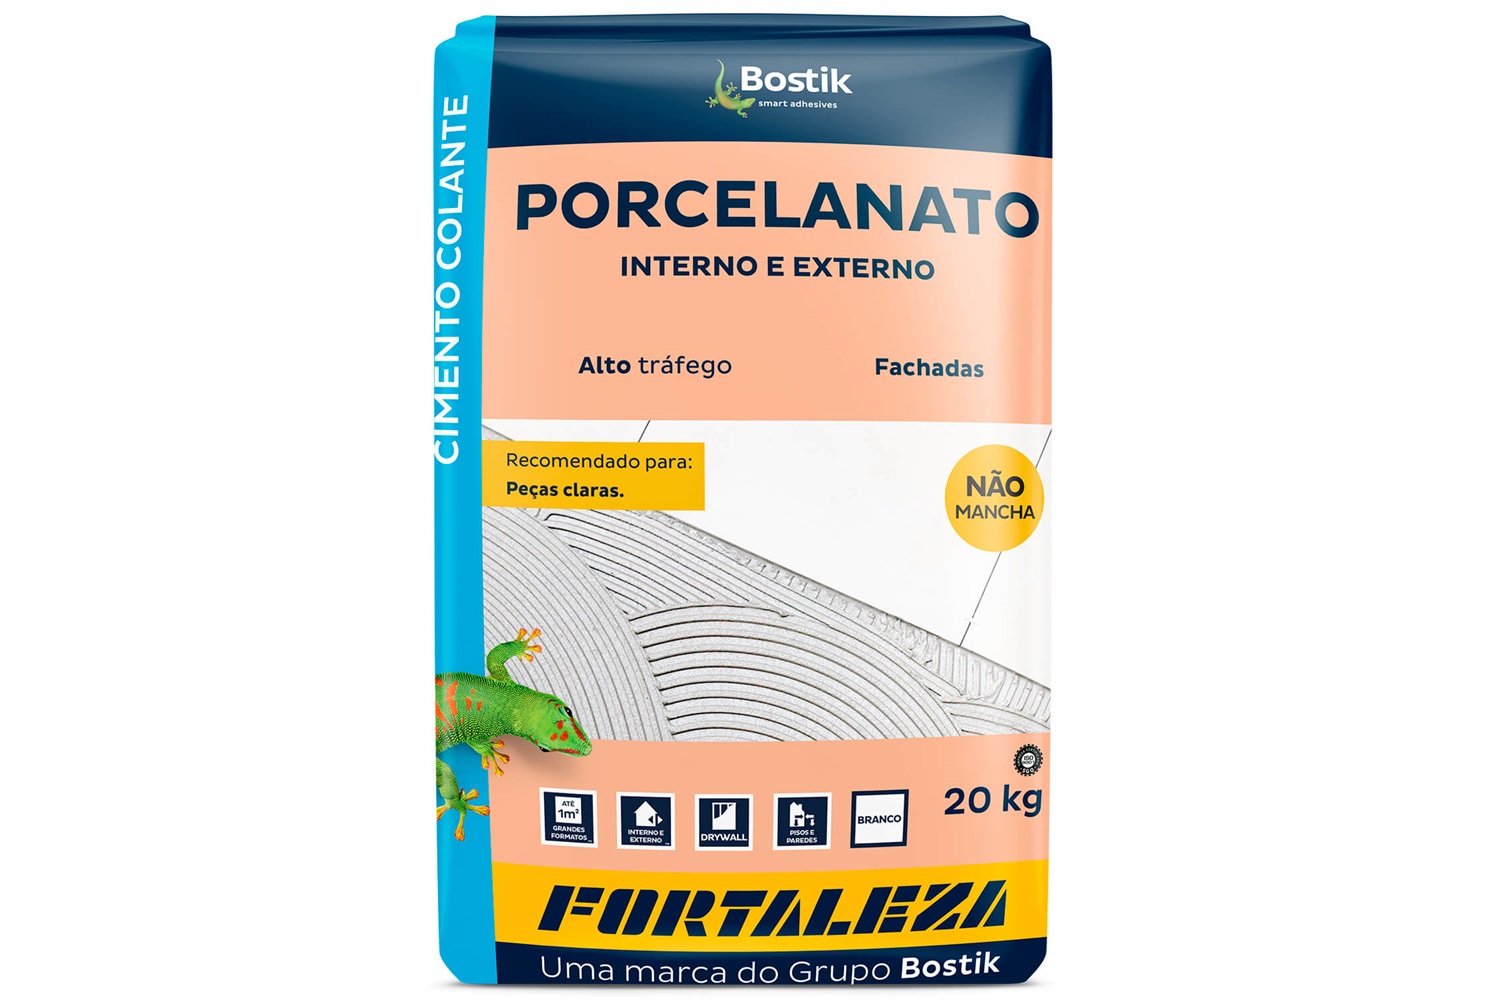 Bostik
smart adhesives
CIMENTO COLANTE
PORCELANATO
INTERNO E EXTERNO
Alto tráfego
Fachadas
Recomendado para:
Peças claras.
NÃO
MANCHA
ATÉ
1m²
GRANDES
FORMATOS
INTERNO E
EXTERNO
DRYWALL
PISOS E
PAREDES
BRANCO
20 kg
ISO
FORTALEZA
Uma marca do Grupo Bostik